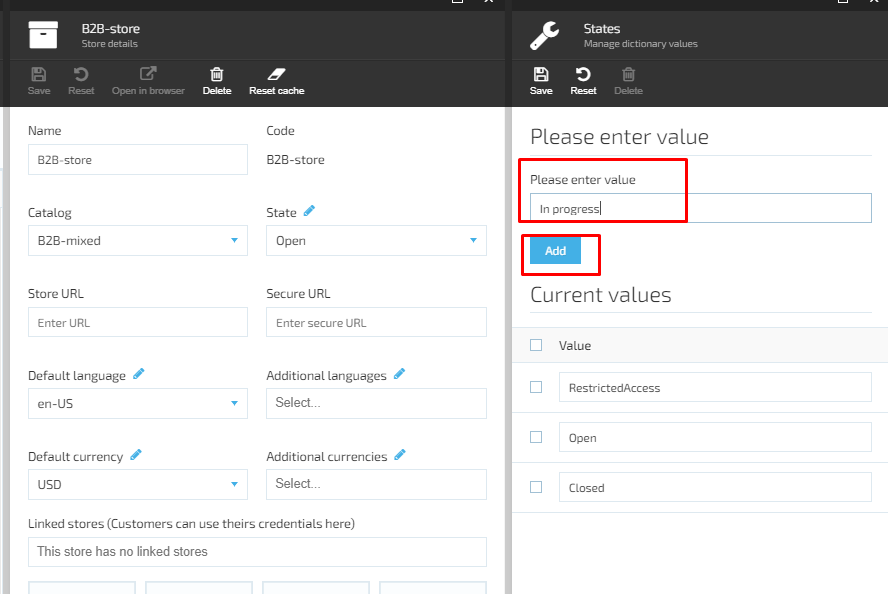 B2B-store
Store details
Save Reset Open in browser Delete Reset cache
Name Code
B2B-store B2B-store
Catalog State
B2B-mixed Open
Store URL Secure URL
Enter URL Enter secure URL
Default language Additional languages
en-US Select...
Default currency Additional currencies
USD Select...
Linked stores (Customers can use theirs credentials here)
This store has no linked stores
States
Manage dictionary values
Save Reset Delete
Please enter value
Please enter value
In progress
Add
Current values
Value
RestrictedAccess
Open
Closed